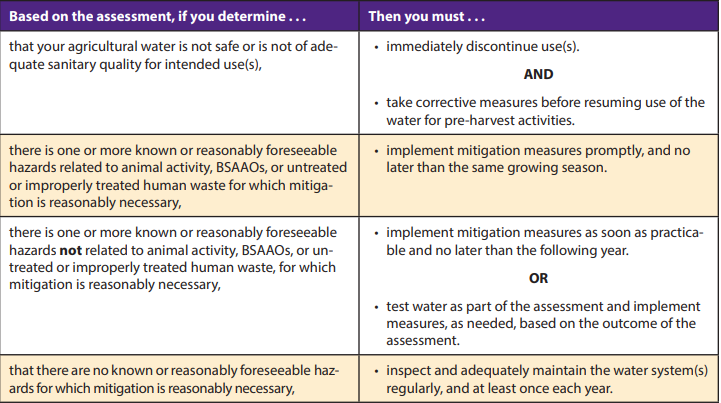 Based on the assessment, if you determine . . .
Then you must . . .
that your agricultural water is not safe or is not of ade-
quate sanitary quality for intended use(s),
• immediately discontinue use(s).
AND
• take corrective measures before resuming use of the
water for pre-harvest activities.
there is one or more known or reasonably foreseeable
hazards related to animal activity, BSAAOs, or untreated
or improperly treated human waste for which mitiga-
tion is reasonably necessary,
• implement mitigation measures promptly, and no
later than the same growing season.
there is one or more known or reasonably foreseeable
hazards not related to animal activity, BSAAOs, or un-
treated or improperly treated human waste, for which
mitigation is reasonably necessary,
• implement mitigation measures as soon as practica-
ble and no later than the following year.
OR
• test water as part of the assessment and implement
measures, as needed, based on the outcome of the
assessment.
that there are no known or reasonably foreseeable haz-
ards for which mitigation is reasonably necessary,
• inspect and adequately maintain the water system(s)
regularly, and at least once each year.